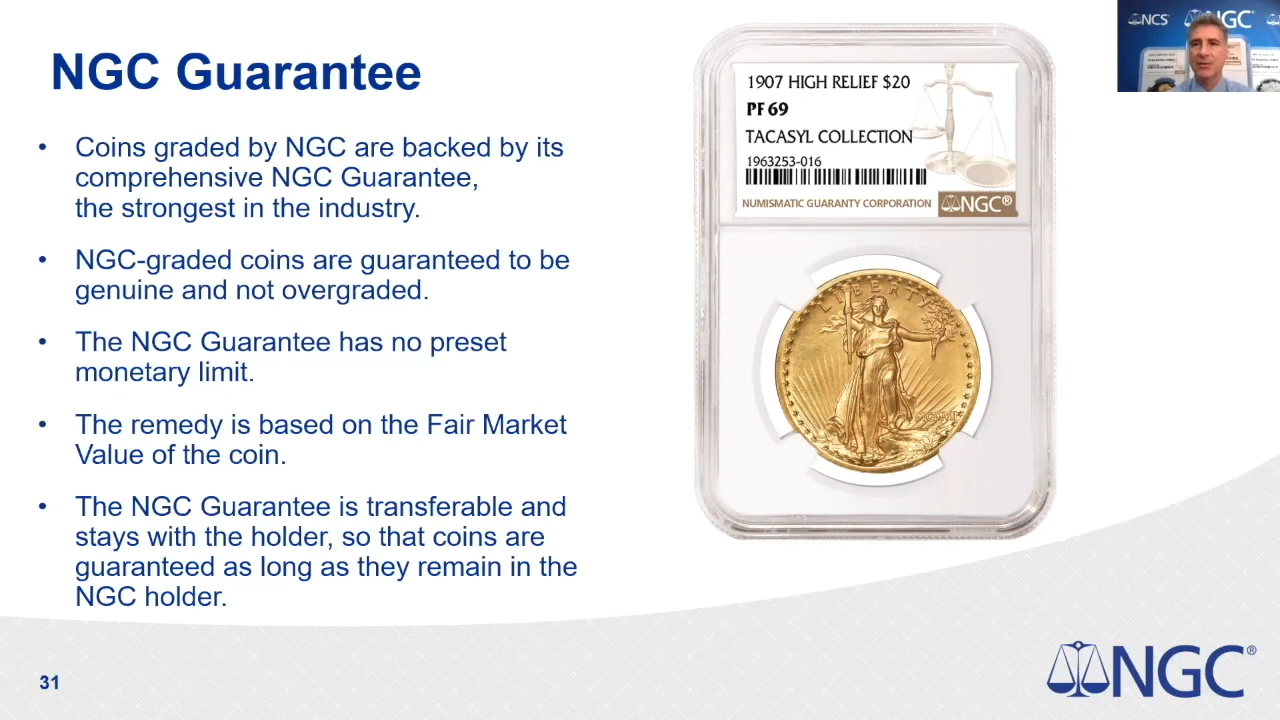 NGC Guarantee
• Coins graded by NGC are backed by its
comprehensive NGC Guarantee,
the strongest in the industry.
• NGC-graded coins are guaranteed to be
genuine and not overgraded.
• The NGC Guarantee has no preset
monetary limit.
• The remedy is based on the Fair Market
Value of the coin.
• The NGC Guarantee is transferable and
stays with the holder, so that coins are
guaranteed as long as they remain in the
NGC holder.
31
1907 HIGH RELIEF $20
PF 69
TACASYL COLLECTION
1963253-016
NUMISMATIC GUARANTY CORPORATION
NGC®
LIBERTY
NCS
NGC
NGC®